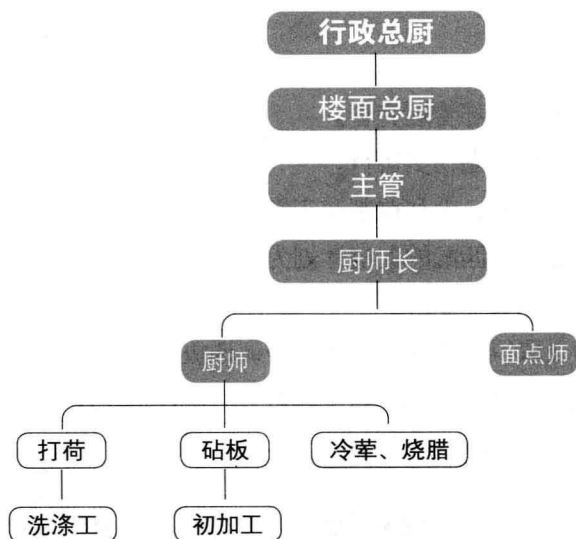 行政总厨
楼面总厨
主管
厨师长
厨师
面点师
打荷
砧板
冷荤、烧腊
洗涤工
初加工